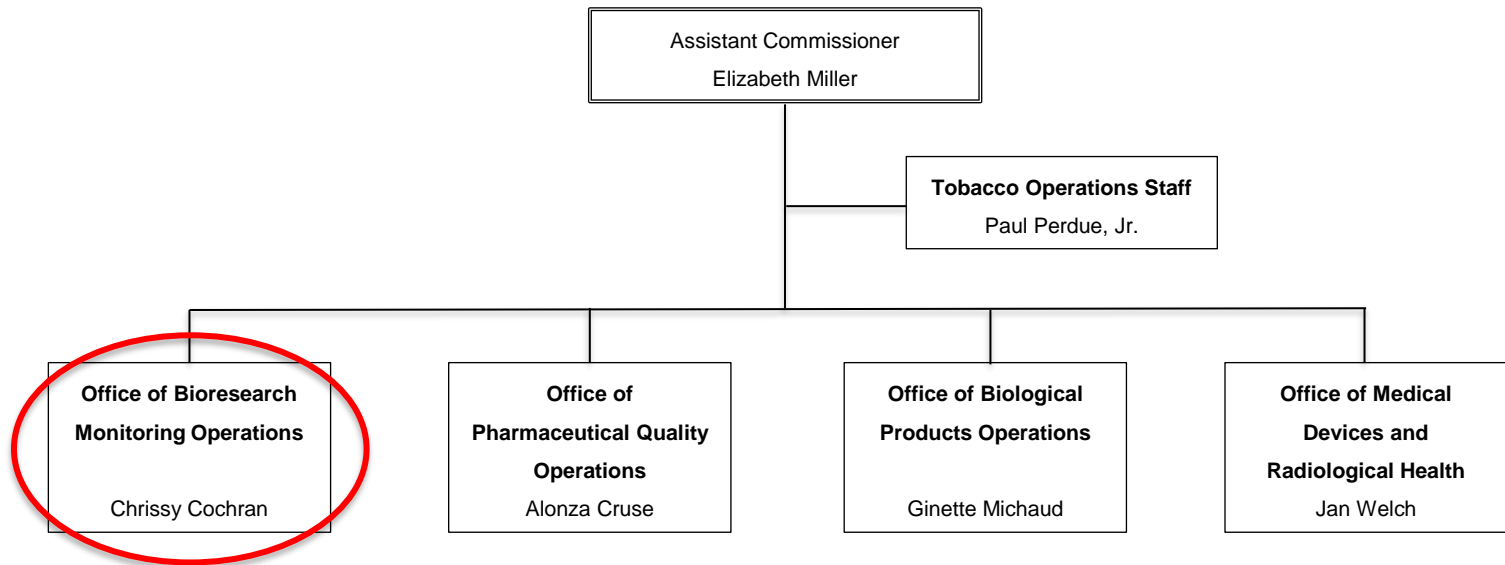 Assistant Commissioner
Elizabeth Miller
Tobacco Operations Staff
Paul Perdue, Jr.
Office of Bioresearch
Monitoring Operations
Chrissy Cochran
Office of
Pharmaceutical Quality
Operations
Alonza Cruse
Office of Biological
Products Operations
Ginette Michaud
Office of Medical
Devices and
Radiological Health
Jan Welch